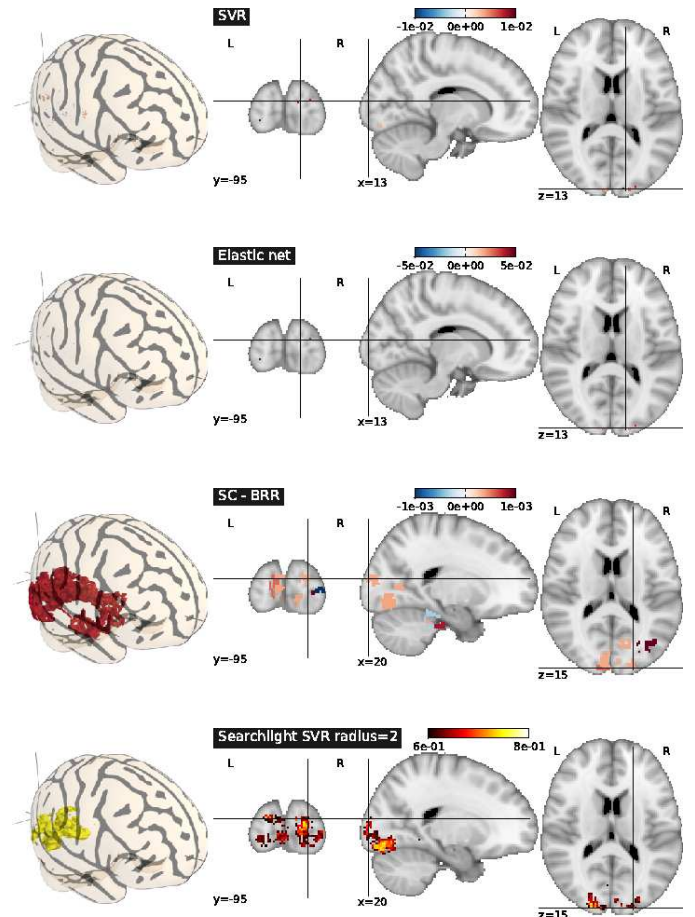 SVR
-1e-02 0e+00 1e-02
L R R
y=-95
x=13
z=13
Elastic net
-5e-02 0e+00 5e-02
L R R
y=-95
x=13
z=13
SC - BRR
-1e-03 0e+00 1e-03
L R R
y=-95
x=20
z=15
Searchlight SVR radius=2
6e-01 8e-01
L R R
y=-95
x=20
z=15